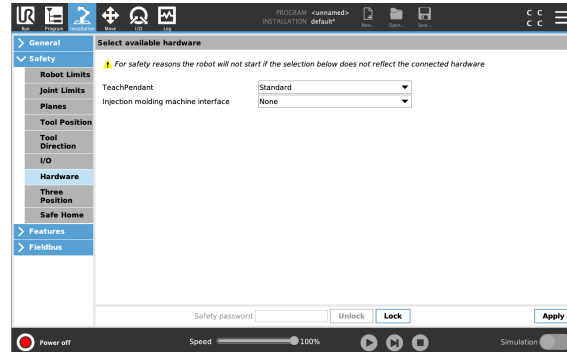 UR
PROGRAM <unnamed>
INSTALLATION default*
New... Open... Save...
C C
C C
Run Program Installation Move I/O Log
General
Select available hardware
Safety
For safety reasons the robot will not start if the selection below does not reflect the connected hardware
Robot Limits
Joint Limits
Planes
Tool Position
Tool
Direction
I/O
Hardware
Three
Position
Safe Home
Features
Fieldbus
TeachPendant Standard
Injection molding machine interface None
Safety password Unlock Lock Apply
Power off Speed 100% Simulation